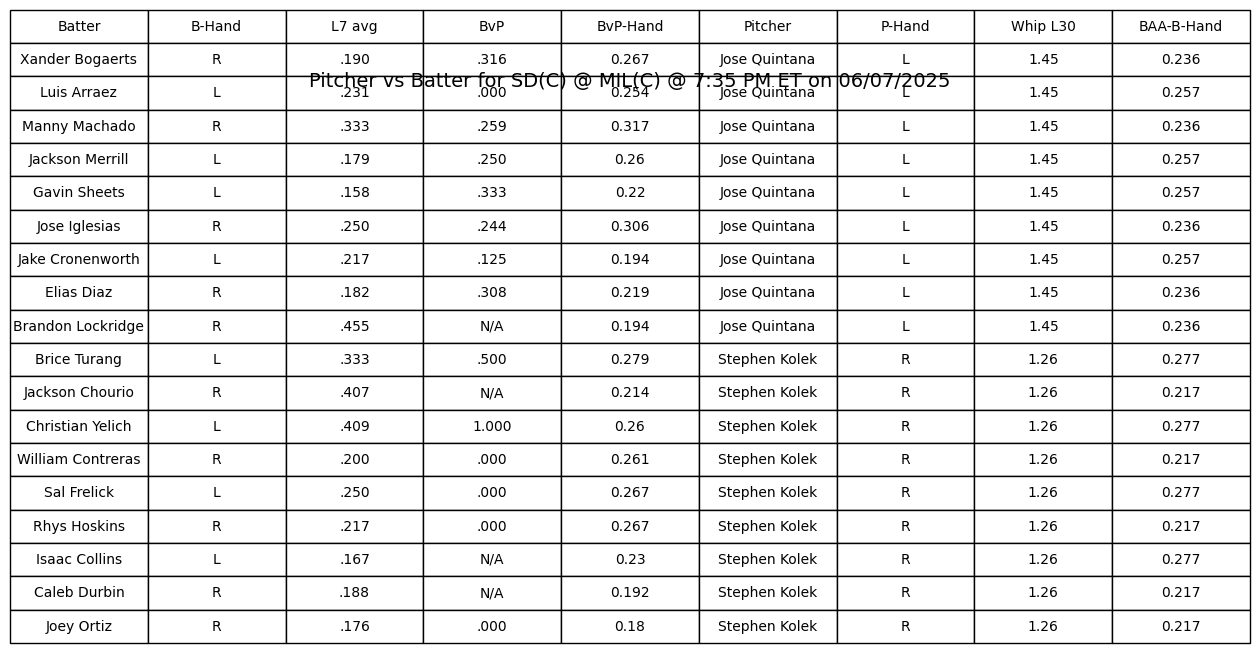 Batter B-Hand L7 avg BvP BvP-Hand Pitcher P-Hand Whip L30 BAA-B-Hand
Xander Bogaerts R .190 .316 0.267 Jose Quintana L 1.45 0.236
Pitcher vs Batter for SD(C) @ MIL(C) @ 7:35 PM ET on 06/07/2025
Luis Arraez L .231 .000 0.254 Jose Quintana L 1.45 0.257
Manny Machado R .333 .259 0.317 Jose Quintana L 1.45 0.236
Jackson Merrill L .179 .250 0.26 Jose Quintana L 1.45 0.257
Gavin Sheets L .158 .333 0.22 Jose Quintana L 1.45 0.257
Jose Iglesias R .250 .244 0.306 Jose Quintana L 1.45 0.236
Jake Cronenworth L .217 .125 0.194 Jose Quintana L 1.45 0.257
Elias Diaz R .182 .308 0.219 Jose Quintana L 1.45 0.236
Brandon Lockridge R .455 N/A 0.194 Jose Quintana L 1.45 0.236
Brice Turang L .333 .500 0.279 Stephen Kolek R 1.26 0.277
Jackson Chourio R .407 N/A 0.214 Stephen Kolek R 1.26 0.217
Christian Yelich L .409 1.000 0.26 Stephen Kolek R 1.26 0.277
William Contreras R .200 .000 0.261 Stephen Kolek R 1.26 0.217
Sal Frelick L .250 .000 0.267 Stephen Kolek R 1.26 0.277
Rhys Hoskins R .217 .000 0.267 Stephen Kolek R 1.26 0.217
Isaac Collins L .167 N/A 0.23 Stephen Kolek R 1.26 0.277
Caleb Durbin R .188 N/A 0.192 Stephen Kolek R 1.26 0.217
Joey Ortiz R .176 .000 0.18 Stephen Kolek R 1.26 0.217